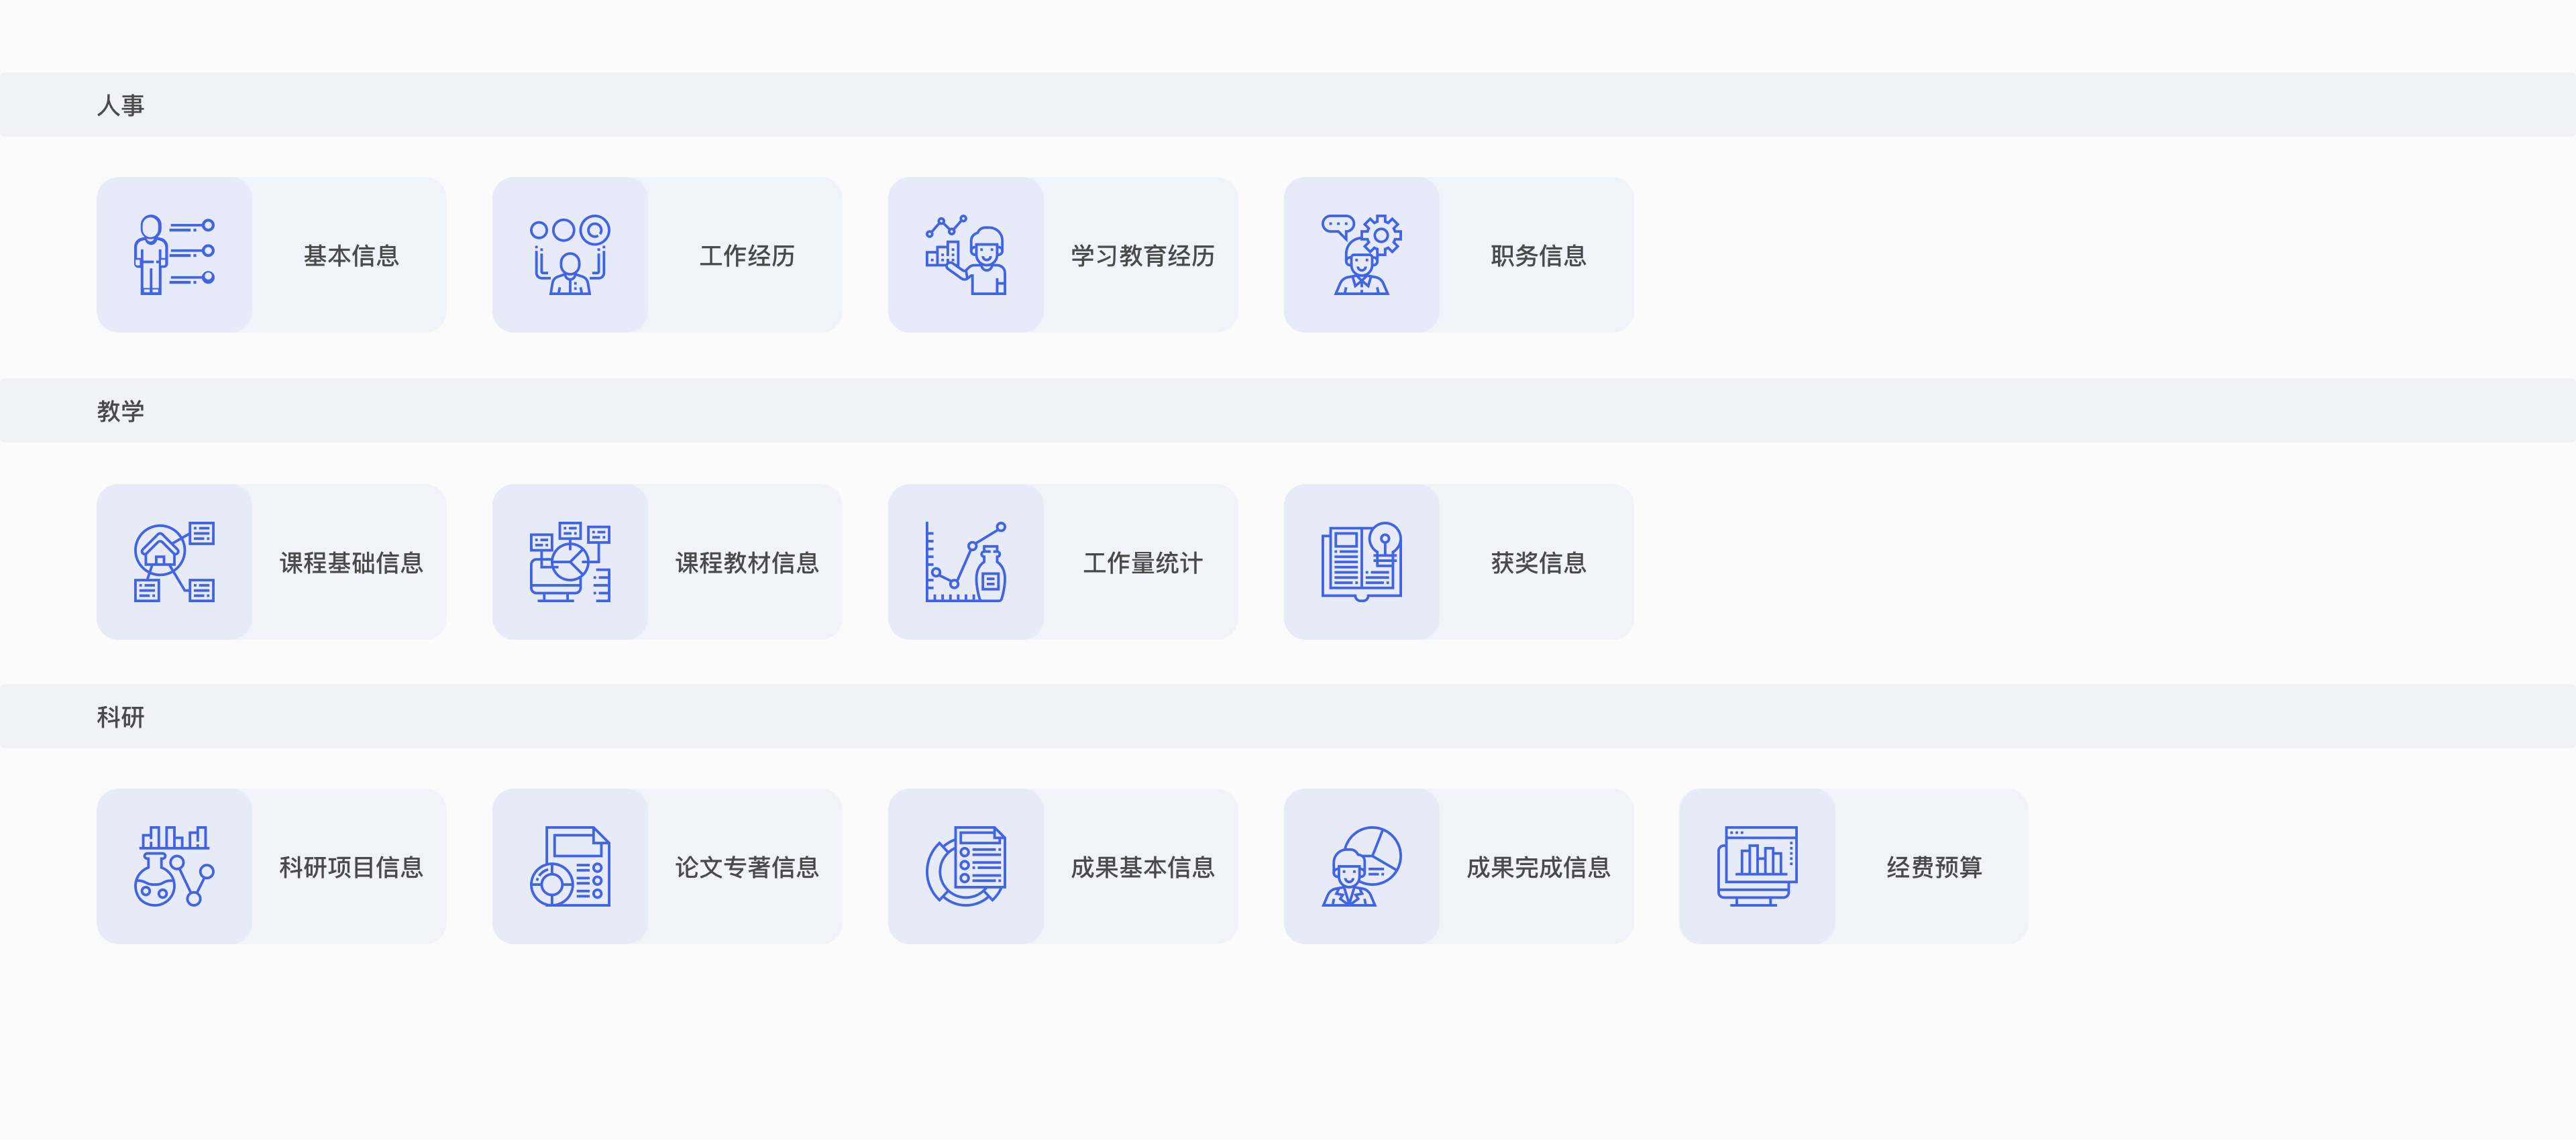 人事
基本信息
工作经历
学习教育经历
职务信息
教学
课程基础信息
课程教材信息
工作量统计
获奖信息
科研
科研项目信息
论文专著信息
成果基本信息
成果完成信息
经费预算